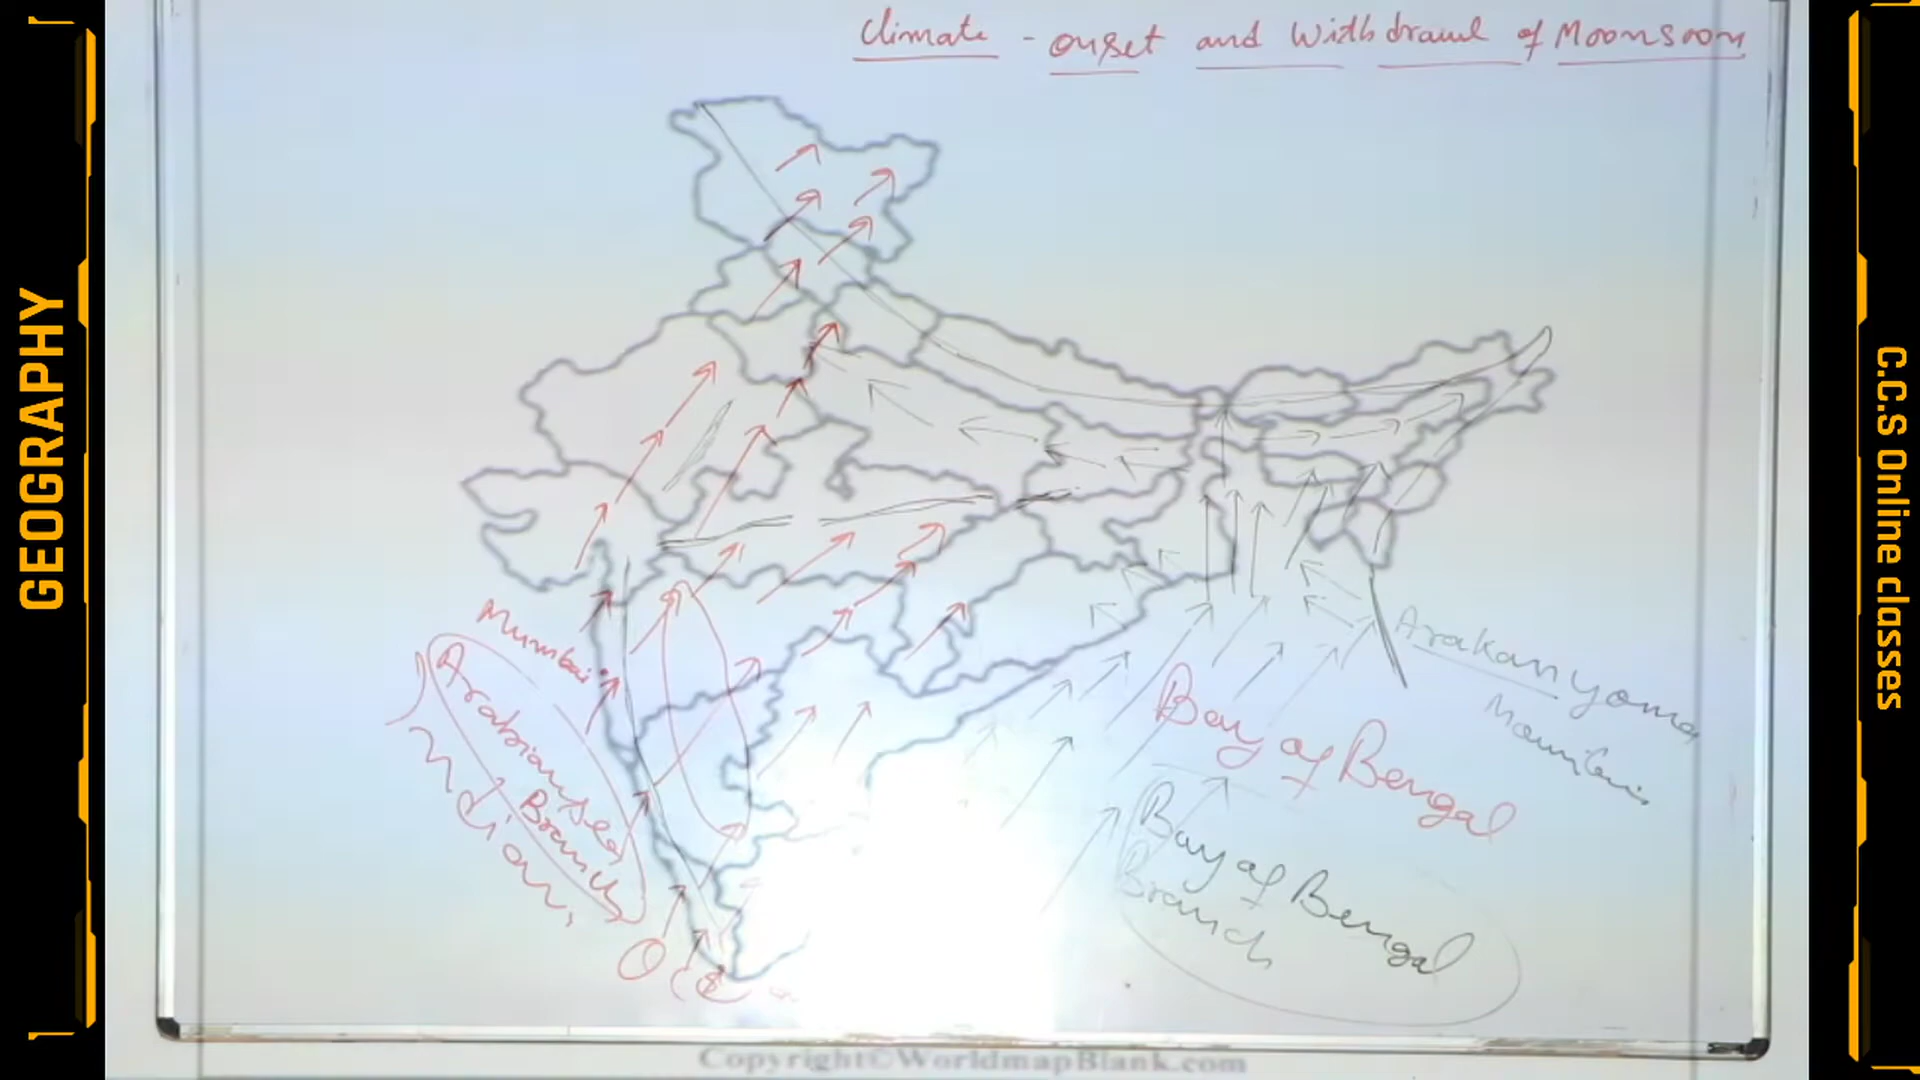 Climate - onset and Withdrawl of Moonsoon
GEOGRAPHY
C.C.S Online classes
Mumbai
Arabian Sea
Branch
Indian
Arakan yoma
Bay of Bengal
Bay of Bengal
Branch
Copyright©WorldmapBlank.com